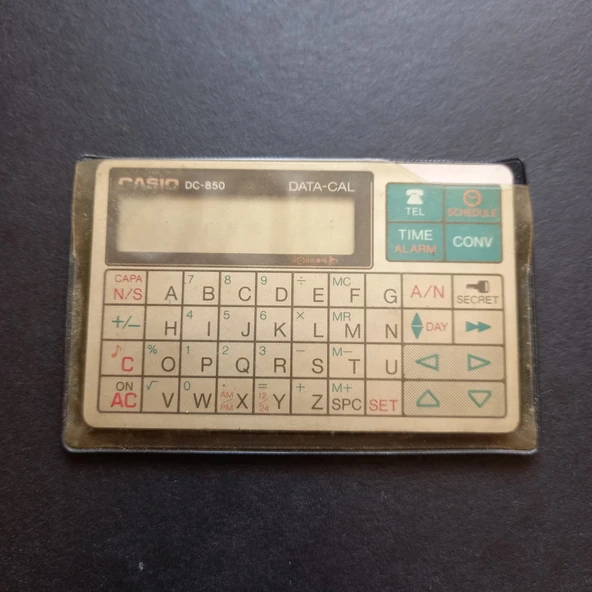 CASIO DC-850 DATA-CAL
TEL SCHEDULE
TIME ALARM CONV
CAPA N/S A 7 B 8 C 9 D ÷ E MC F G A/N SECRET
+/− H 4 I 5 J 6 K × L MR M N DAY
♪ C % O 1 P 2 Q 3 R − S M− T U
ON AC √ V 0 W · AM PM X = 12 24 Y + Z M+ SPC SET